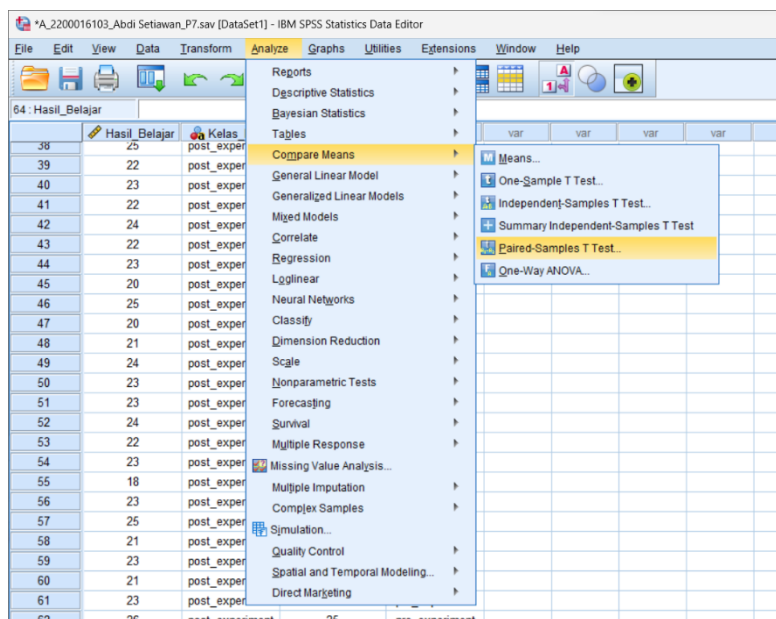 *A_2200016103_Abdi Setiawan_P7.sav [DataSet1] - IBM SPSS Statistics Data Editor
File Edit View Data Transform Analyze Graphs Utilities Extensions Window Help
64 : Hasil_Belajar
Hasil_Belajar Kelas_ var var var var
38 25 post_exper
39 22 post_exper
40 23 post_exper
41 22 post_exper
42 24 post_exper
43 22 post_exper
44 23 post_exper
45 20 post_exper
46 25 post_exper
47 20 post_exper
48 21 post_exper
49 24 post_exper
50 23 post_exper
51 23 post_exper
52 24 post_exper
53 22 post_exper
54 23 post_exper
55 18 post_exper
56 23 post_exper
57 25 post_exper
58 21 post_exper
59 23 post_exper
60 21 post_exper
61 23 post_exper
62 26 post_experiment 25 pre_experiment
Reports
Descriptive Statistics
Bayesian Statistics
Tables
Compare Means
General Linear Model
Generalized Linear Models
Mixed Models
Correlate
Regression
Loglinear
Neural Networks
Classify
Dimension Reduction
Scale
Nonparametric Tests
Forecasting
Survival
Multiple Response
Missing Value Analysis...
Multiple Imputation
Complex Samples
Simulation...
Quality Control
Spatial and Temporal Modeling...
Direct Marketing
Means...
One-Sample T Test...
Independent-Samples T Test...
Summary Independent-Samples T Test
Paired-Samples T Test...
One-Way ANOVA...